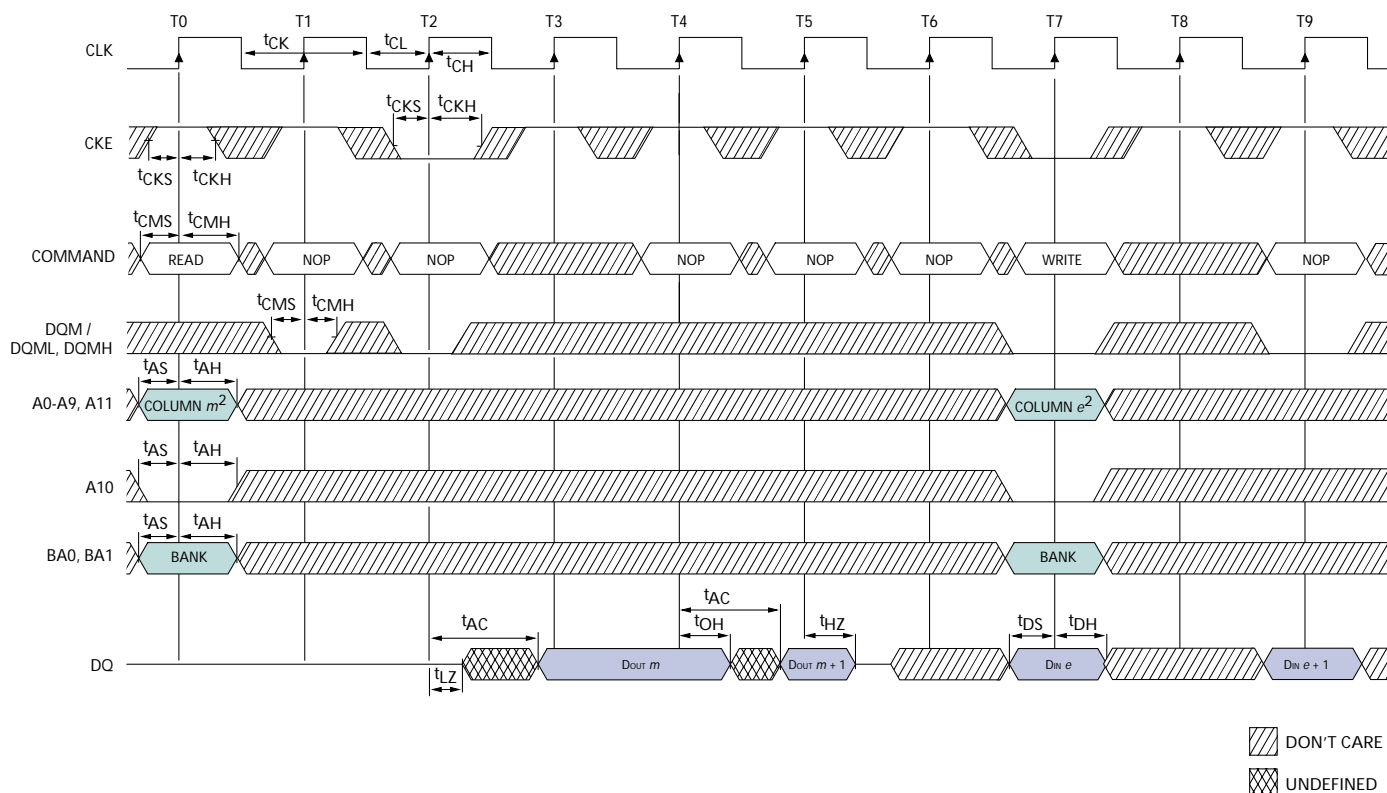 T0 T1 T2 T3 T4 T5 T6 T7 T8 T9
CLK
tCK tCL
tCH
tCKS tCKH
CKE
tCKS tCKH
tCMS tCMH
COMMAND READ NOP NOP NOP NOP NOP WRITE NOP
tCMS tCMH
DQM /
DQML, DQMH
tAS tAH
A0-A9, A11 COLUMN m2 COLUMN e2
tAS tAH
A10
tAS tAH
BA0, BA1 BANK BANK
tAC
tAC tOH tHZ tDS tDH
DQ DOUT m DOUT m + 1 DIN e DIN e + 1
tLZ
DON'T CARE
UNDEFINED